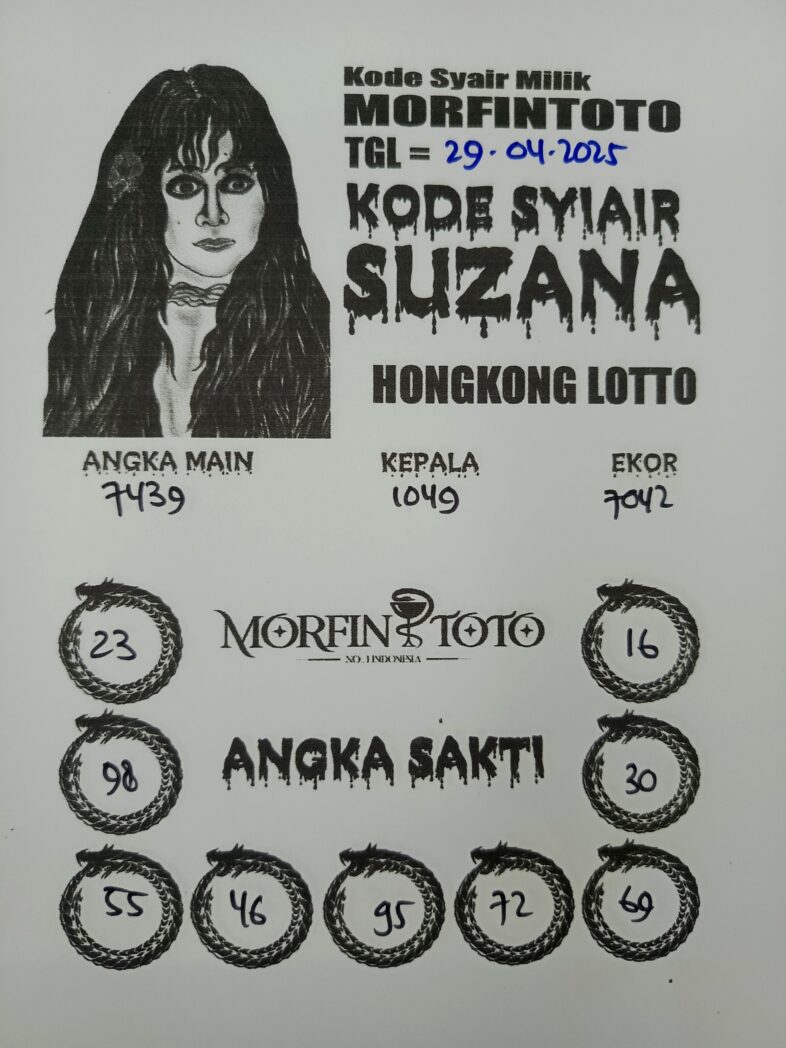 Kode Syair Milik
MORFINTOTO
TGL = 29.04.2025
KODE SYIAIR
SUZANA
HONGKONG LOTTO
ANGKA MAIN KEPALA EKOR
7439 1049 7042
23 MORFIN TOTO 16
NO.1 INDONESIA
98 ANGKA SAKTI 30
55 46 95 72 69